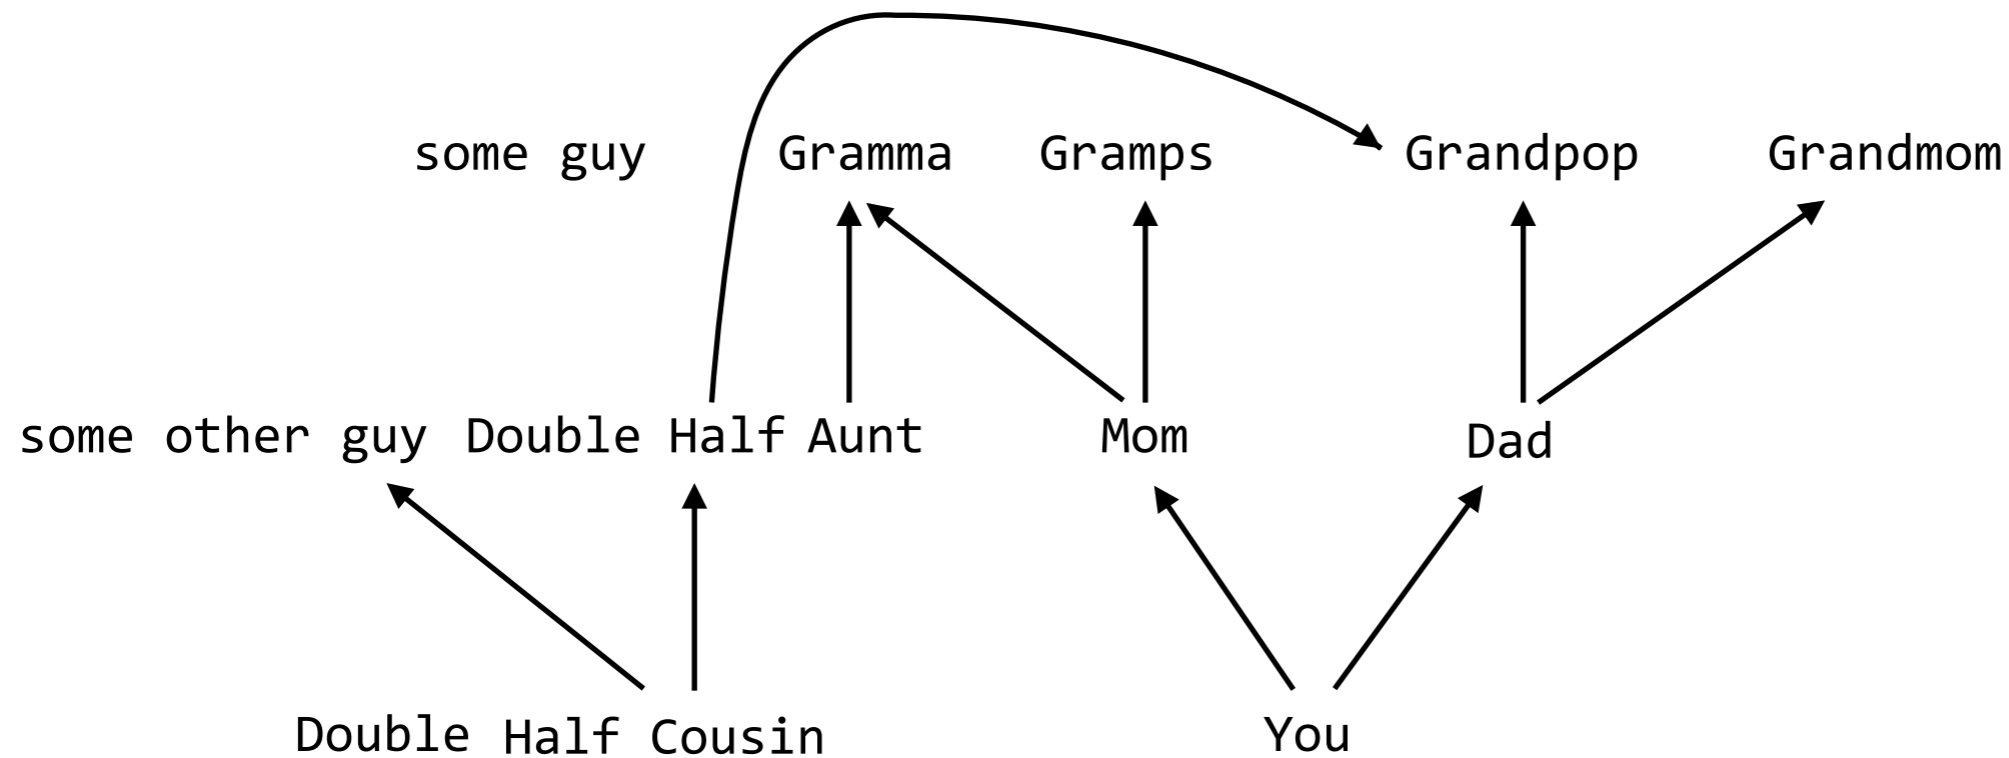 some guy Gramma Gramps Grandpop Grandmom
some other guy Double Half Aunt Mom Dad
Double Half Cousin You